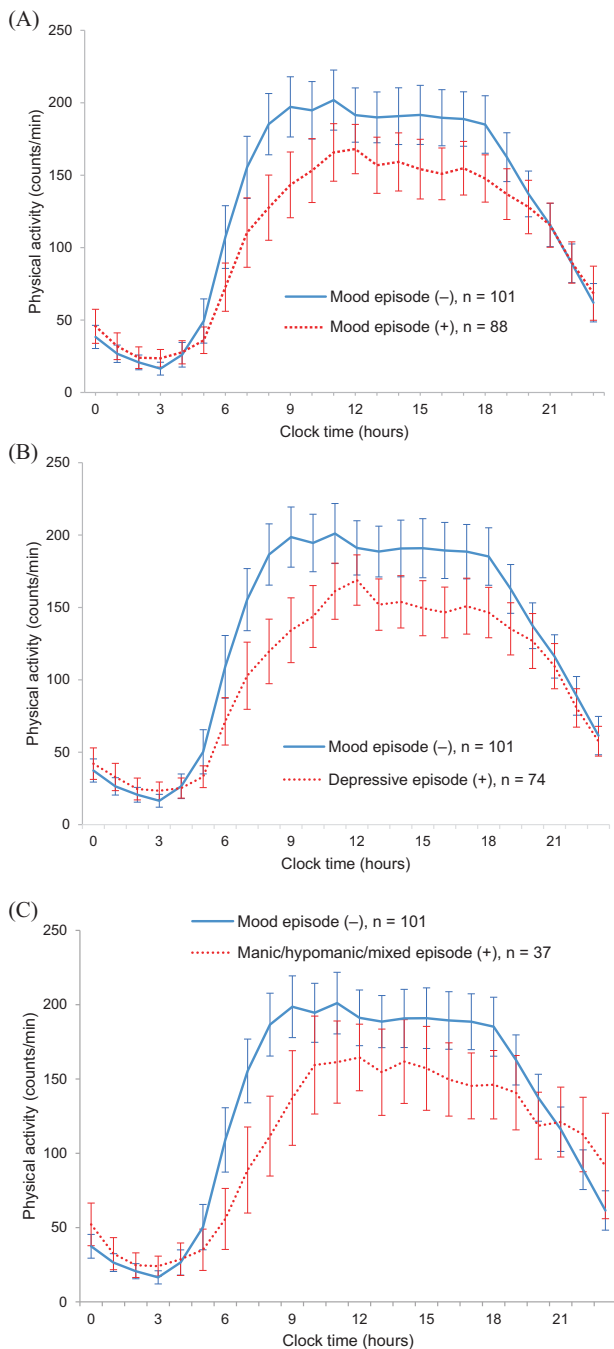 (A)
250
200
150
100
50
0
Physical activity (counts/min)
Mood episode (–), n = 101
Mood episode (+), n = 88
0 3 6 9 12 15 18 21
Clock time (hours)
(B)
250
200
150
100
50
0
Physical activity (counts/min)
Mood episode (–), n = 101
Depressive episode (+), n = 74
0 3 6 9 12 15 18 21
Clock time (hours)
(C)
250
200
150
100
50
0
Physical activity (counts/min)
Mood episode (–), n = 101
Manic/hypomanic/mixed episode (+), n = 37
0 3 6 9 12 15 18 21
Clock time (hours)